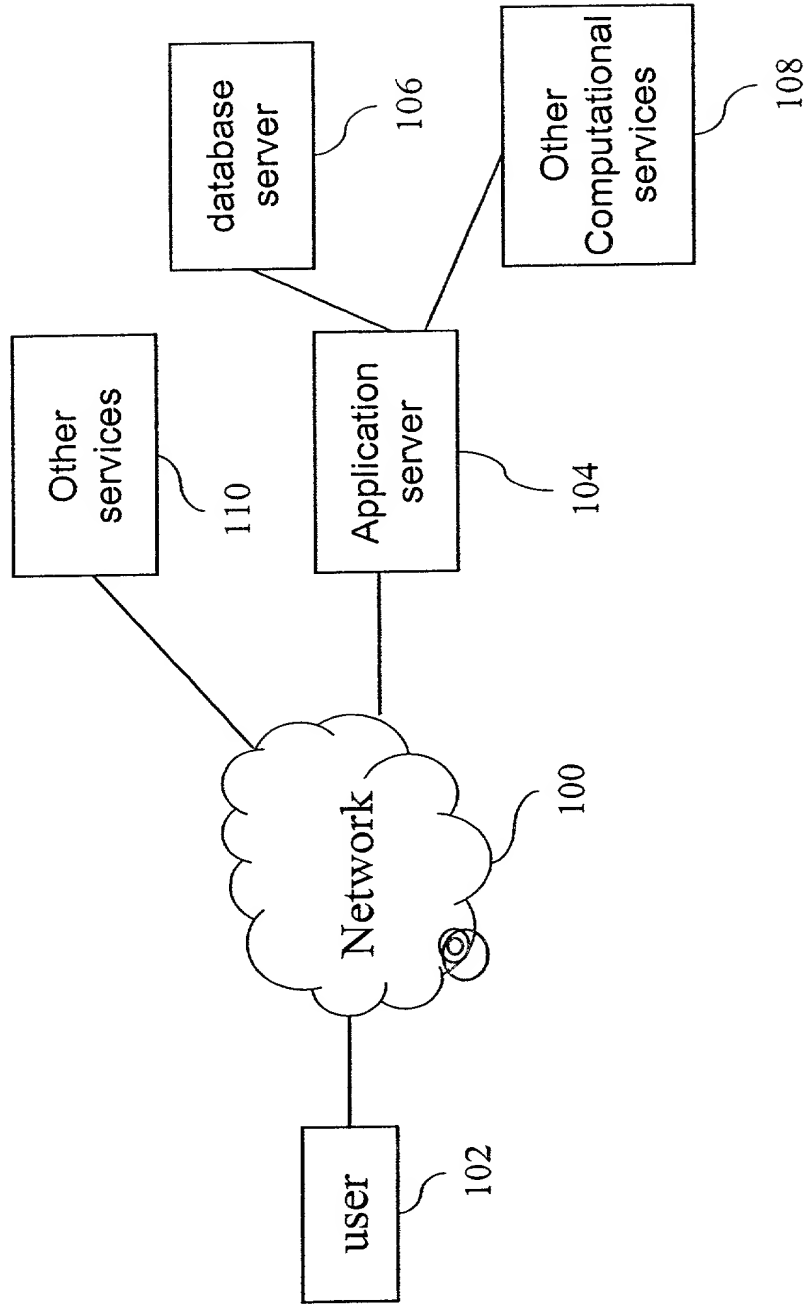 user
102
Network
100
Other
services
110
Application
server
104
database
server
106
Other
Computational
services
108